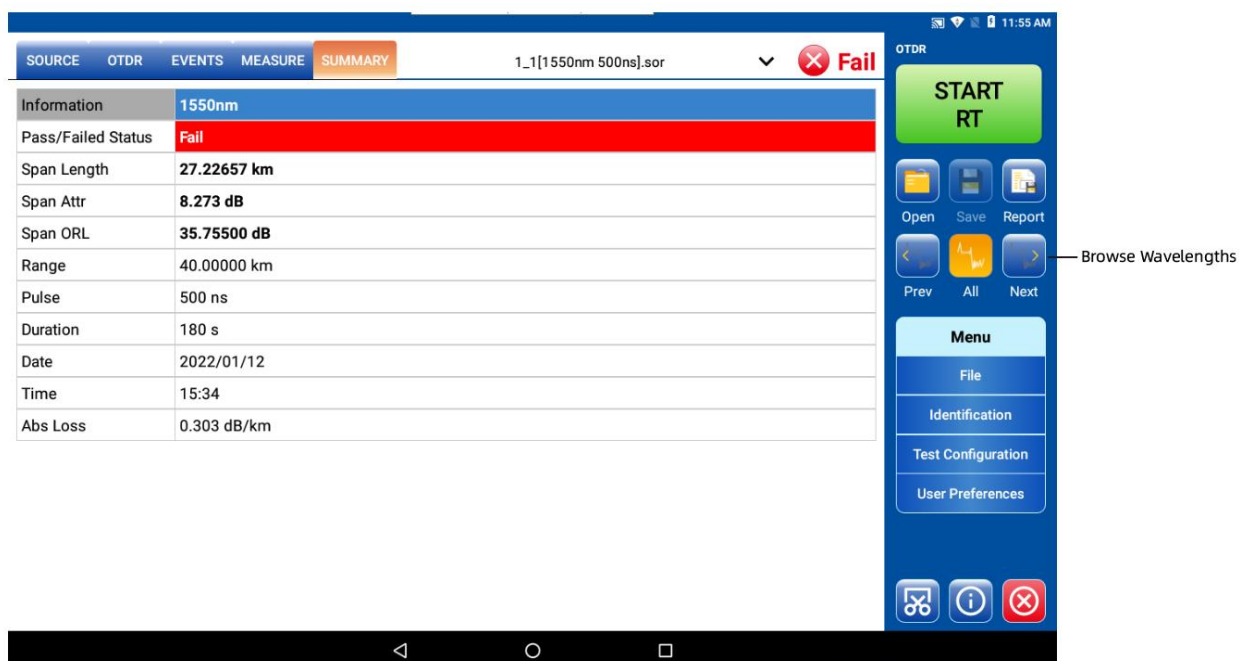 11:55 AM
SOURCE OTDR EVENTS MEASURE SUMMARY 1_1[1550nm 500ns].sor Fail
Information 1550nm
Pass/Failed Status Fail
Span Length 27.22657 km
Span Attr 8.273 dB
Span ORL 35.75500 dB
Range 40.00000 km
Pulse 500 ns
Duration 180 s
Date 2022/01/12
Time 15:34
Abs Loss 0.303 dB/km
OTDR
START
RT
Open Save Report
Browse Wavelengths
Prev All Next
Menu
File
Identification
Test Configuration
User Preferences